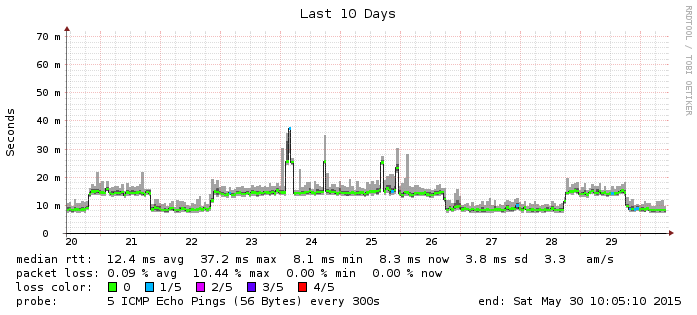 Last 10 Days
RRDTOOL / TOBI OETIKER
Seconds
70 m
60 m
50 m
40 m
30 m
20 m
10 m
0
20 21 22 23 24 25 26 27 28 29
median rtt: 12.4 ms avg 37.2 ms max 8.1 ms min 8.3 ms now 3.8 ms sd 3.3 am/s
packet loss: 0.09 % avg 10.44 % max 0.00 % min 0.00 % now
loss color: 0 1/5 2/5 3/5 4/5
probe: 5 ICMP Echo Pings (56 Bytes) every 300s end: Sat May 30 10:05:10 2015